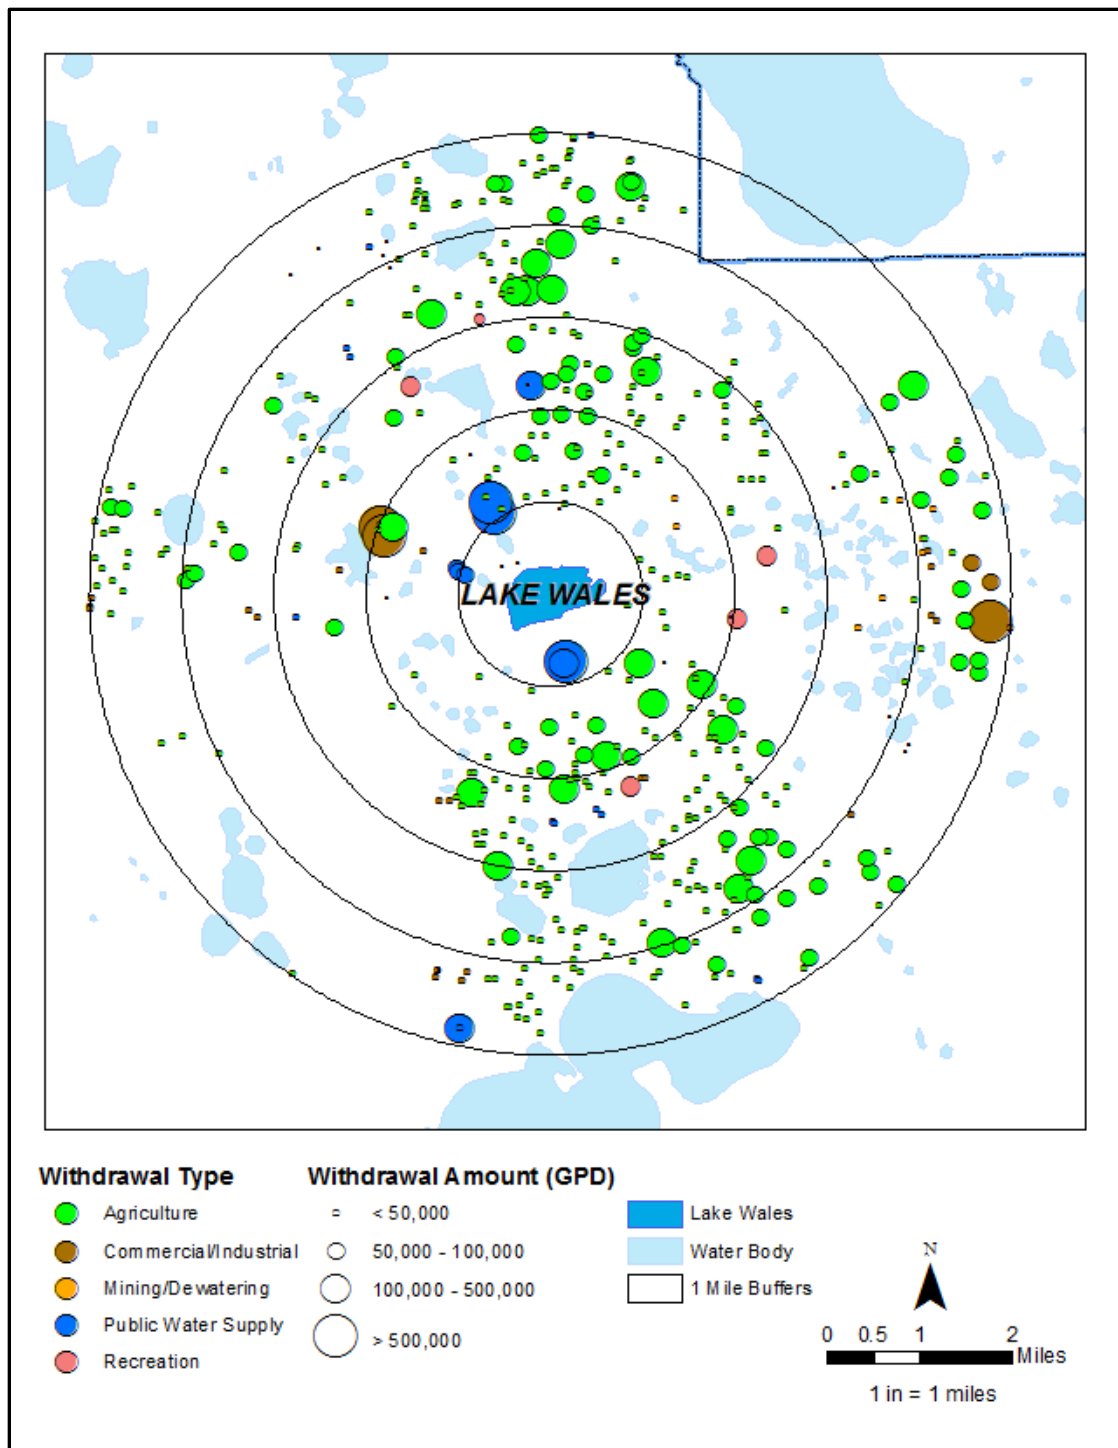 LAKE WALES
Withdrawal Type
Agriculture
Commercial/Industrial
Mining/Dewatering
Public Water Supply
Recreation
Withdrawal Amount (GPD)
< 50,000
50,000 - 100,000
100,000 - 500,000
> 500,000
Lake Wales
Water Body
1 Mile Buffers
N
0 0.5 1 2
Miles
1 in = 1 miles